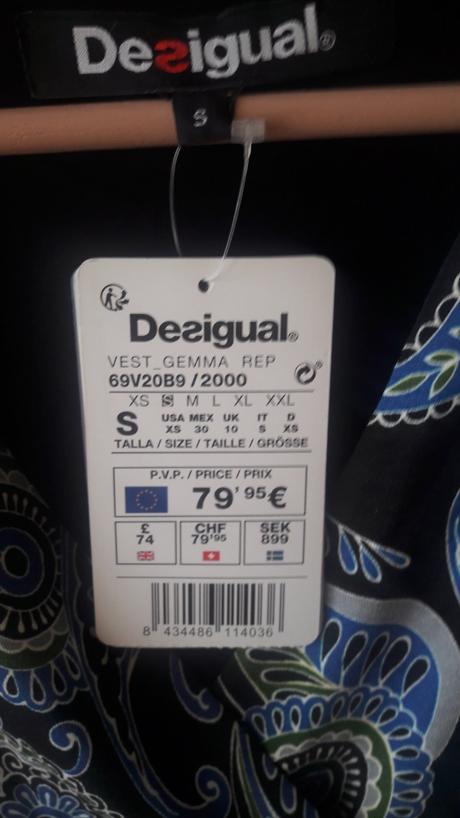 Desigual®
S
Desigual®
VEST_GEMMA REP
69V20B9 / 2000
XS S M L XL XXL
S
USA MEX UK IT D
XS 30 10 S XS
TALLA / SIZE / TAILLE / GRÖSSE
P.V.P. / PRICE / PRIX
79'95€
£ CHF SEK
74 79'95 899
8 434486 114036